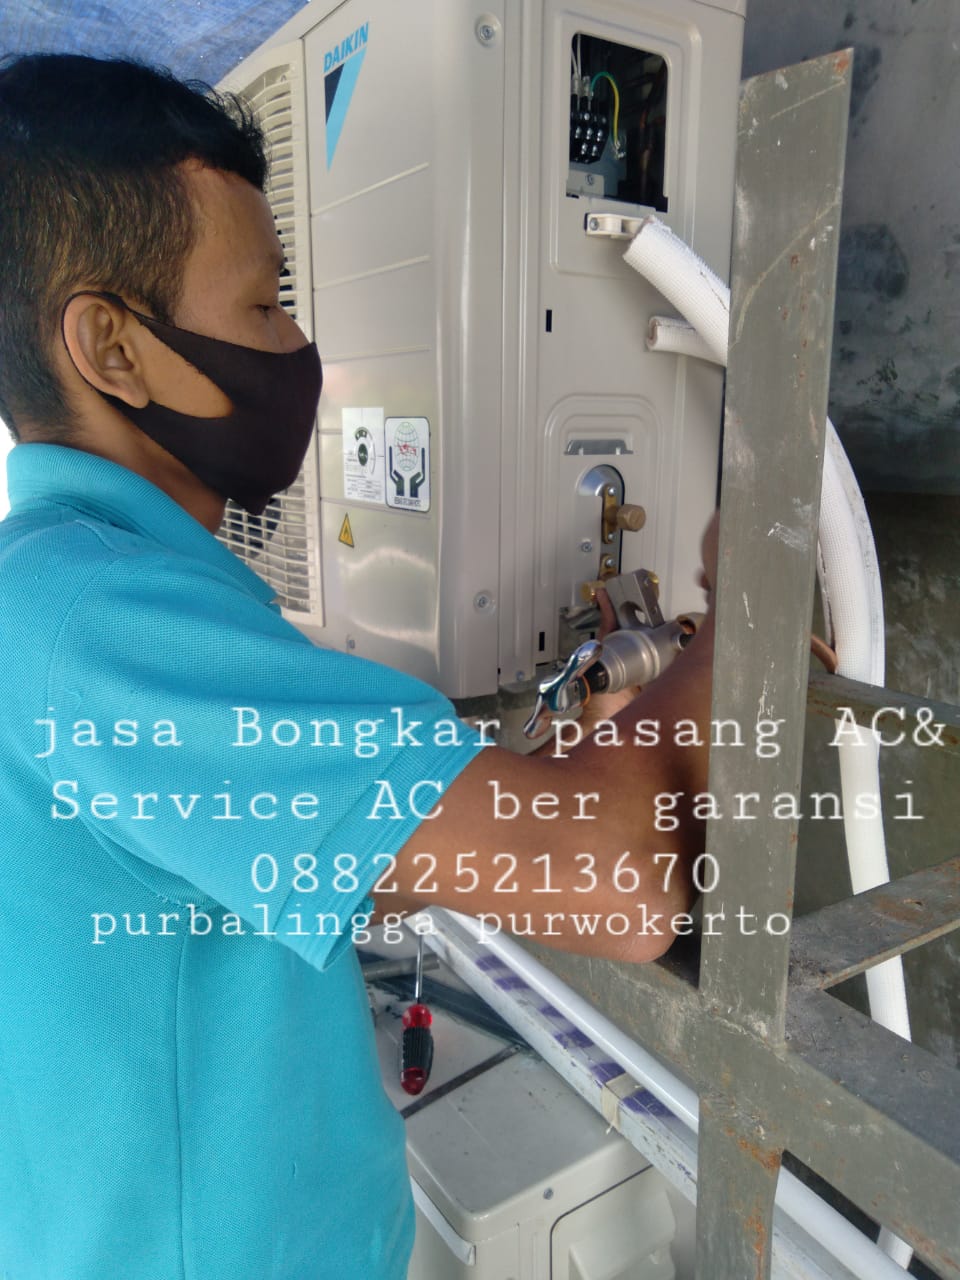 DAIKIN
jasa Bongkar pasang AC&
Service AC ber garansi
088225213670
purbalingga purwokerto